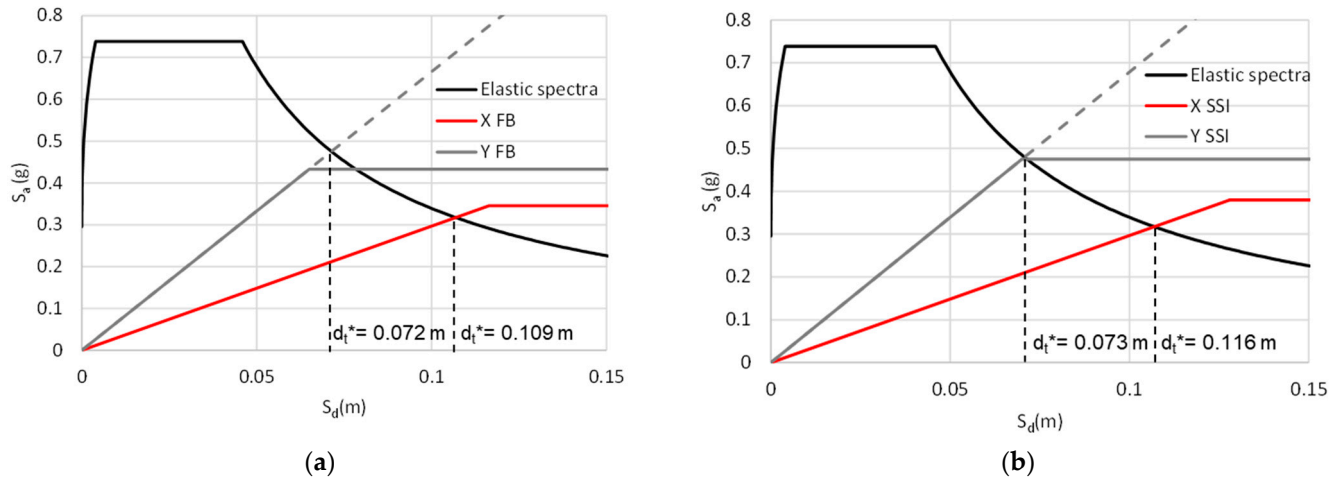 0.8
0.7
0.6
0.5
0.4
0.3
0.2
0.1
0
Sa(g)
Elastic spectra
X FB
Y FB
dt*= 0.072 m
dt*= 0.109 m
0
0.05
0.1
0.15
Sd(m)
(a)
0.8
0.7
0.6
0.5
0.4
0.3
0.2
0.1
0
Sa(g)
Elastic spectra
X SSI
Y SSI
dt*= 0.073 m
dt*= 0.116 m
0
0.05
0.1
0.15
Sd(m)
(b)